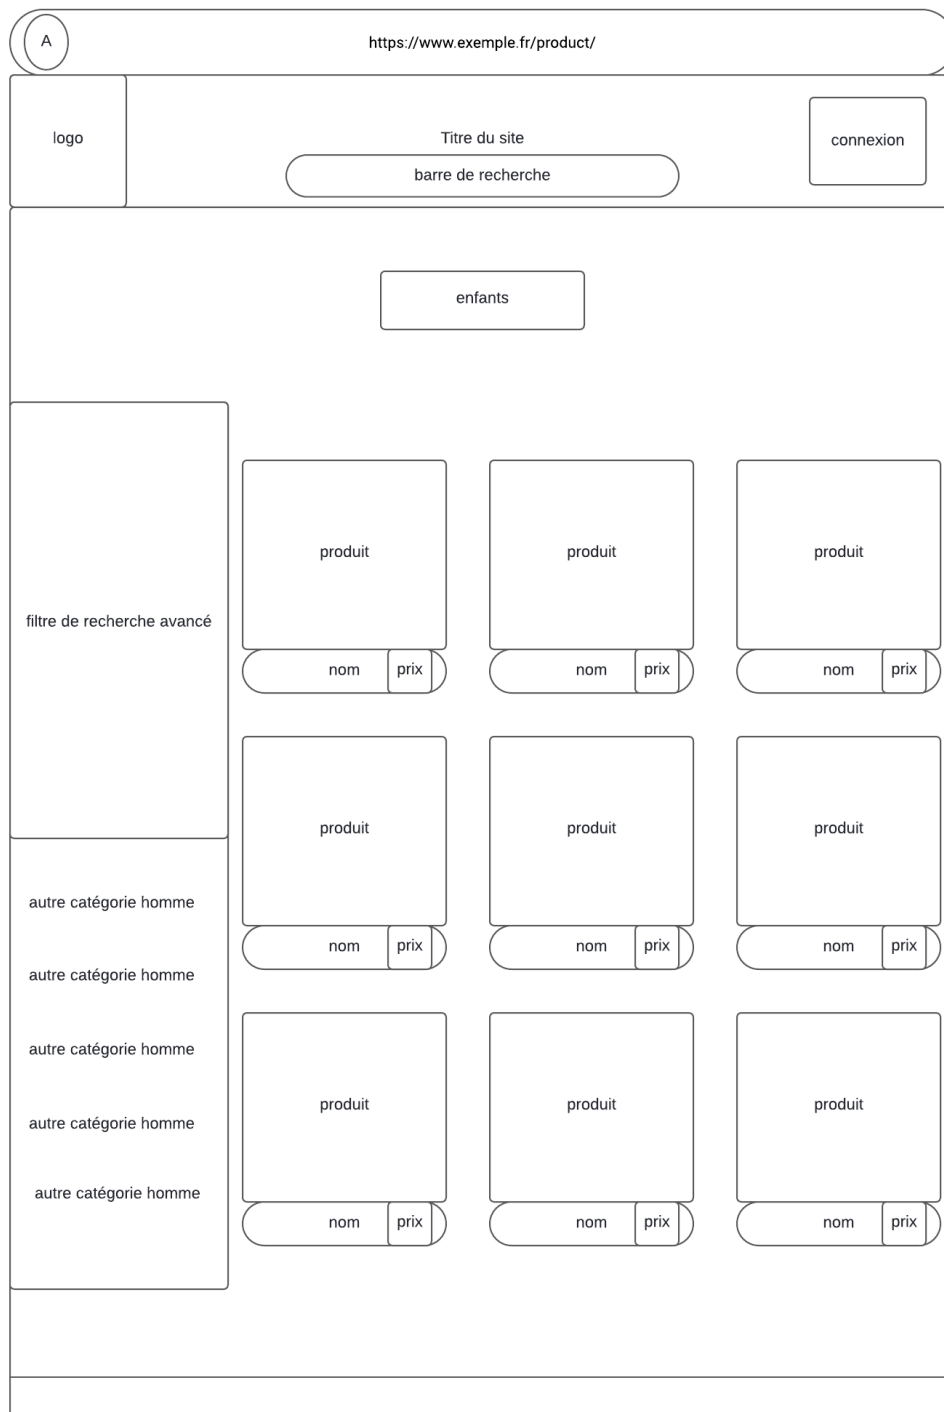 A
https://www.exemple.fr/product/
logo
Titre du site
connexion
barre de recherche
enfants
filtre de recherche avancé
produit
produit
produit
nom
prix
nom
prix
nom
prix
produit
produit
produit
nom
prix
nom
prix
nom
prix
autre catégorie homme
autre catégorie homme
autre catégorie homme
autre catégorie homme
autre catégorie homme
produit
produit
produit
nom
prix
nom
prix
nom
prix